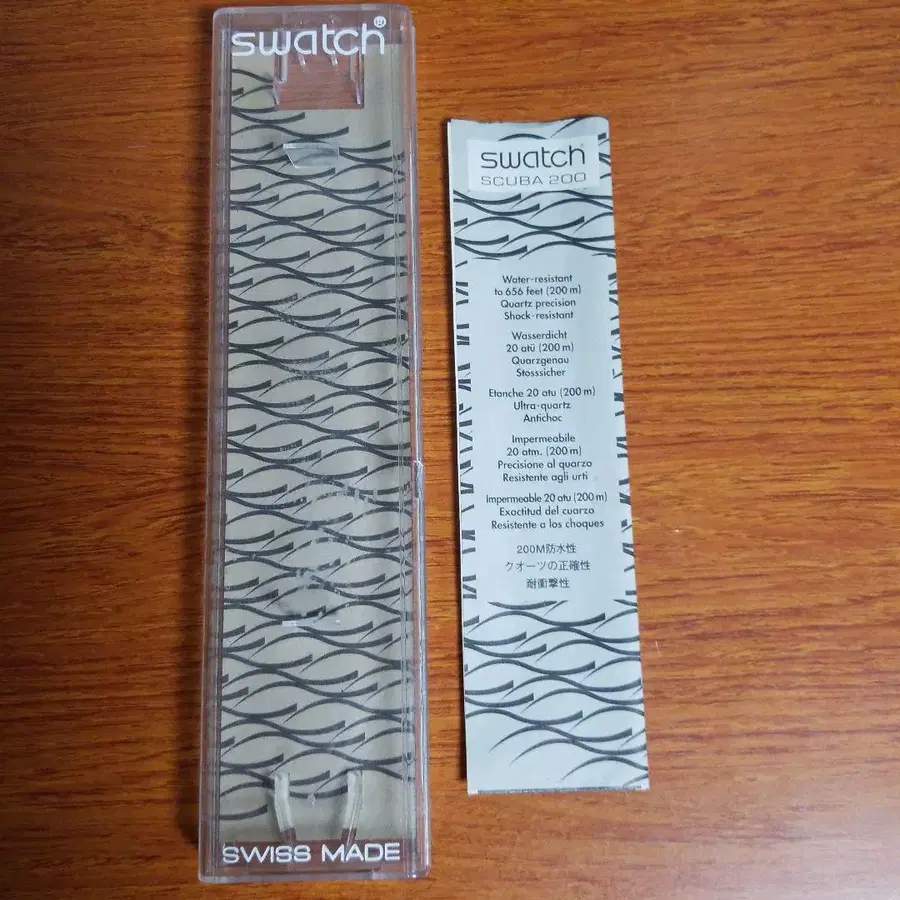 swatch®
SWISS MADE
swatch
SCUBA 200
Water-resistant
to 656 feet (200 m)
Quartz precision
Shock-resistant
Wasserdicht
20 atü (200 m)
Quarzgenau
Stosssicher
Etanche 20 atu (200 m)
Ultra-quartz
Antichoc
Impermeabile
20 atm. (200 m)
Precisione al quarzo
Resistente agli urti
Impermeable 20 atu (200 m)
Exactitud del cuarzo
Resistente a los choques
200M防水性
クオーツの正確性
耐衝撃性